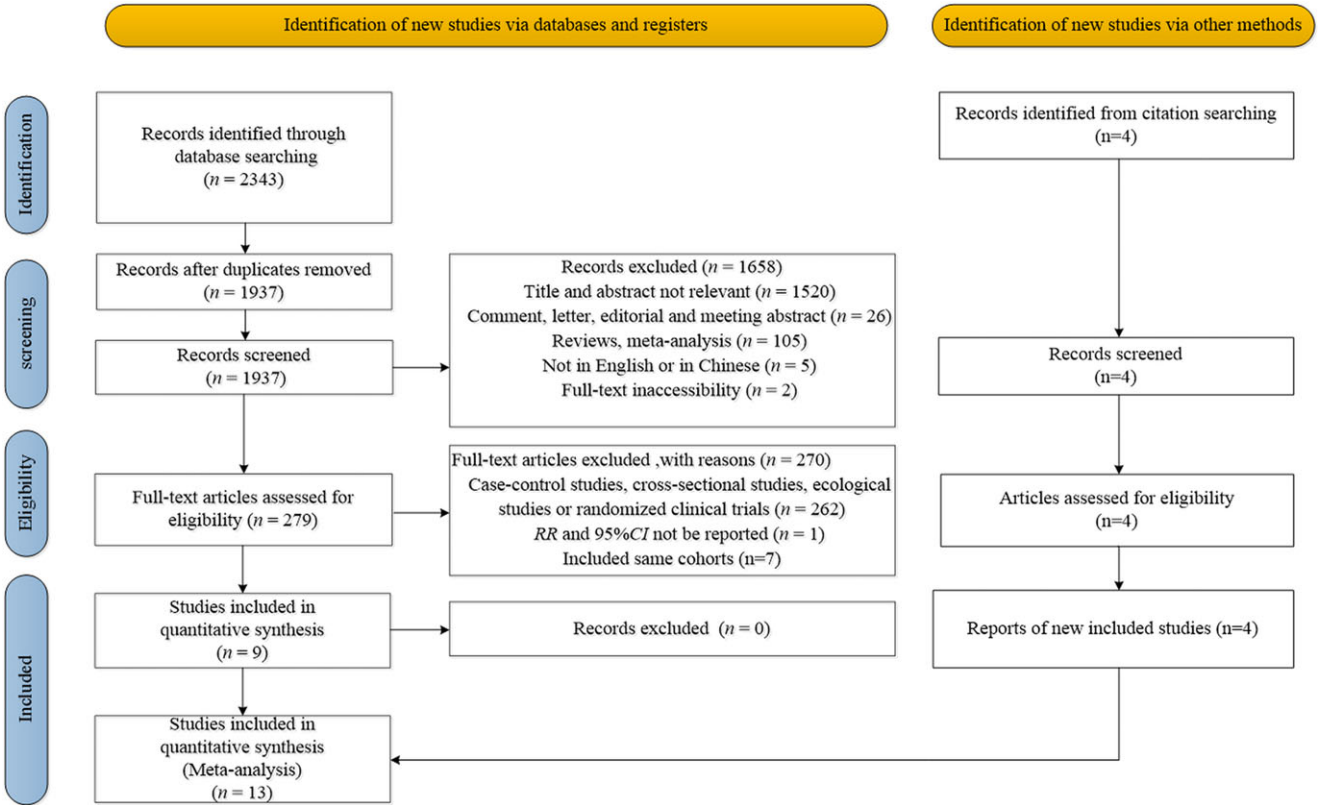 Identification of new studies via databases and registers
Identification of new studies via other methods
Identification
Records identified through
database searching
(n = 2343)
Records identified from citation searching
(n=4)
screening
Records after duplicates removed
(n = 1937)
Records screened
(n = 1937)
Records excluded (n = 1658)
Title and abstract not relevant (n = 1520)
Comment, letter, editorial and meeting abstract (n = 26)
Reviews, meta-analysis (n = 105)
Not in English or in Chinese (n = 5)
Full-text inaccessibility (n = 2)
Records screened
(n=4)
Eligibility
Full-text articles assessed for
eligibility (n = 279)
Full-text articles excluded ,with reasons (n = 270)
Case-control studies, cross-sectional studies, ecological
studies or randomized clinical trials (n = 262)
RR and 95%CI not be reported (n = 1)
Included same cohorts (n=7)
Articles assessed for eligibility
(n=4)
Included
Studies included in
quantitative synthesis
(n = 9)
Records excluded (n = 0)
Reports of new included studies (n=4)
Studies included in
quantitative synthesis
(Meta-analysis)
(n = 13)